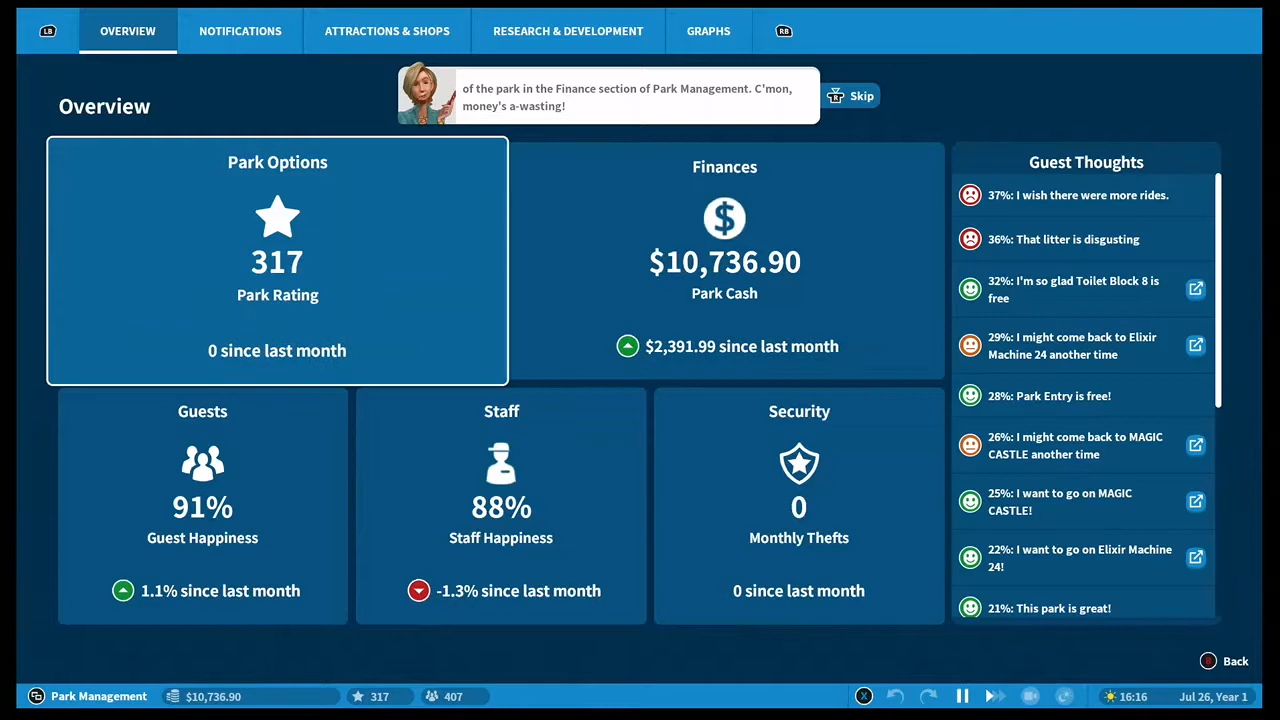 LB
OVERVIEW
NOTIFICATIONS
ATTRACTIONS & SHOPS
RESEARCH & DEVELOPMENT
GRAPHS
RB
Overview
of the park in the Finance section of Park Management. C'mon,
money's a-wasting!
R
Skip
Park Options
317
Park Rating
0 since last month
Finances
$
$10,736.90
Park Cash
$2,391.99 since last month
Guests
91%
Guest Happiness
1.1% since last month
Staff
88%
Staff Happiness
-1.3% since last month
Security
0
Monthly Thefts
0 since last month
Guest Thoughts
37%: I wish there were more rides.
36%: That litter is disgusting
32%: I'm so glad Toilet Block 8 is
free
29%: I might come back to Elixir
Machine 24 another time
28%: Park Entry is free!
26%: I might come back to MAGIC
CASTLE another time
25%: I want to go on MAGIC
CASTLE!
22%: I want to go on Elixir Machine
24!
21%: This park is great!
B
Back
Park Management
$10,736.90
317
407
X
16:16
Jul 26, Year 1